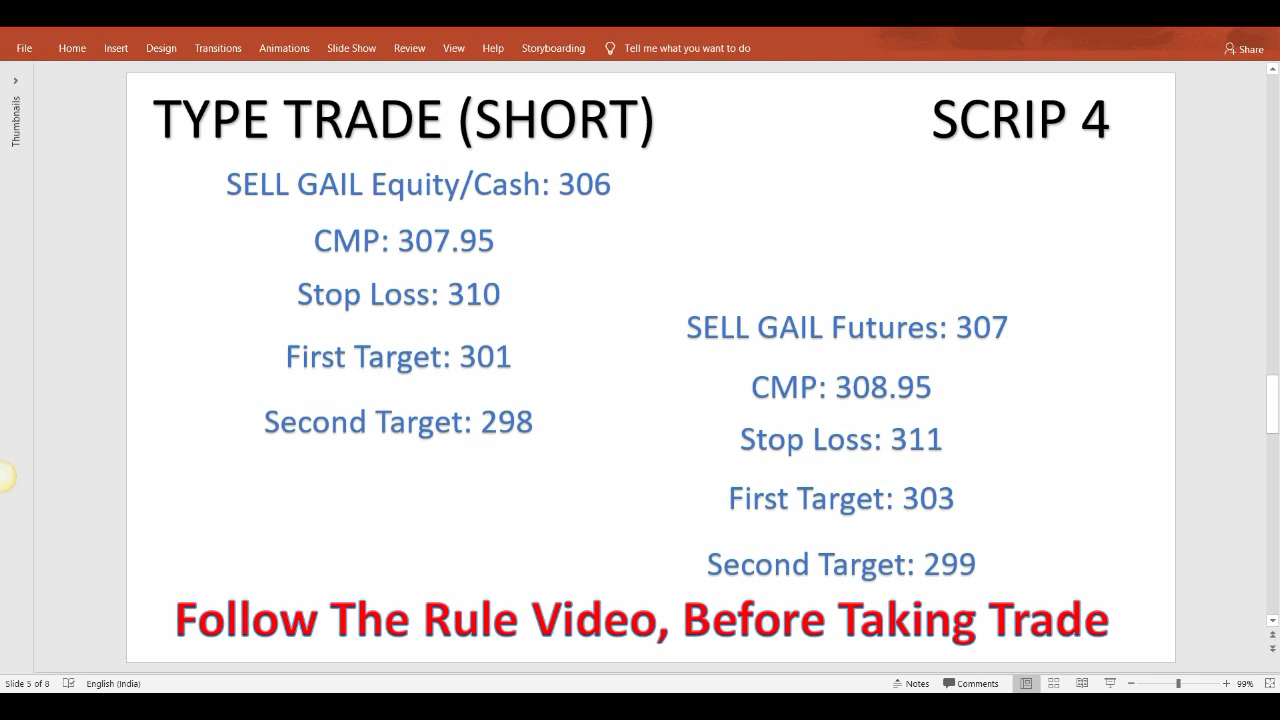 File Home Insert Design Transitions Animations Slide Show Review View Help Storyboarding Tell me what you want to do Share
Thumbnails
TYPE TRADE (SHORT) SCRIP 4
SELL GAIL Equity/Cash: 306
CMP: 307.95
Stop Loss: 310
First Target: 301
Second Target: 298
SELL GAIL Futures: 307
CMP: 308.95
Stop Loss: 311
First Target: 303
Second Target: 299
Follow The Rule Video, Before Taking Trade
Slide 5 of 8 English (India) Notes Comments 99%